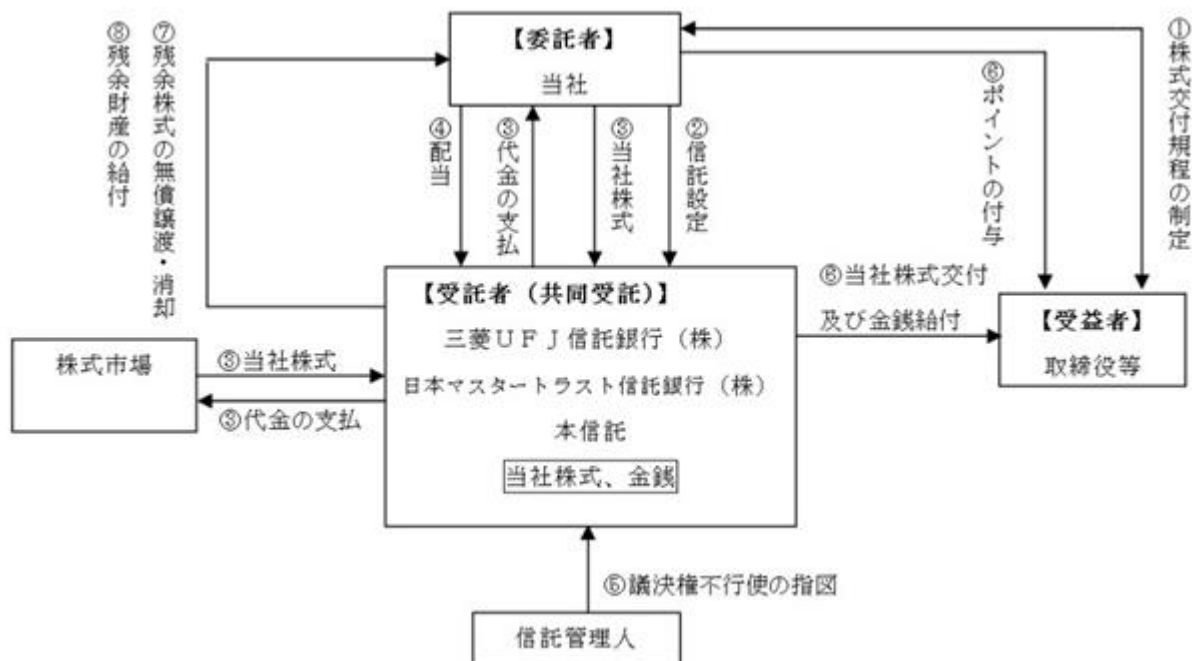 ⑧残余財産の給付
⑦残余株式の無償譲渡・消却
【委託者】
当社
④配当
③代金の支払
③当社株式
②信託設定
⑥ポイントの付与
①株式交付規程の制定
【受託者（共同受託）】
三菱ＵＦＪ信託銀行（株）
日本マスタートラスト信託銀行（株）
本信託
当社株式、金銭
⑥当社株式交付
及び金銭給付
【受益者】
取締役等
株式市場
③当社株式
③代金の支払
⑤議決権不行使の指図
信託管理人